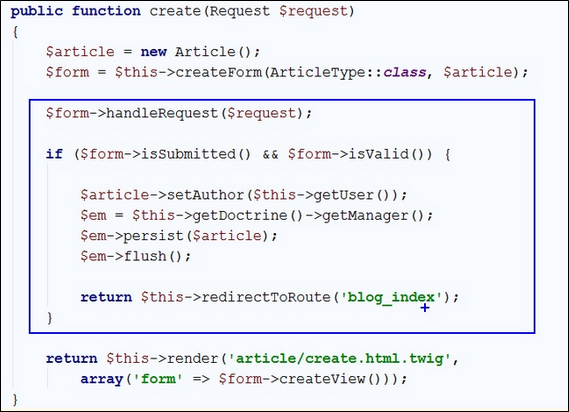 public function create(Request $request)
{
    $article = new Article();
    $form = $this->createForm(ArticleType::class, $article);

    $form->handleRequest($request);

    if ($form->isSubmitted() && $form->isValid()) {

        $article->setAuthor($this->getUser());
        $em = $this->getDoctrine()->getManager();
        $em->persist($article);
        $em->flush();

        return $this->redirectToRoute('blog_index');
    }

    return $this->render('article/create.html.twig',
        array('form' => $form->createView()));
}